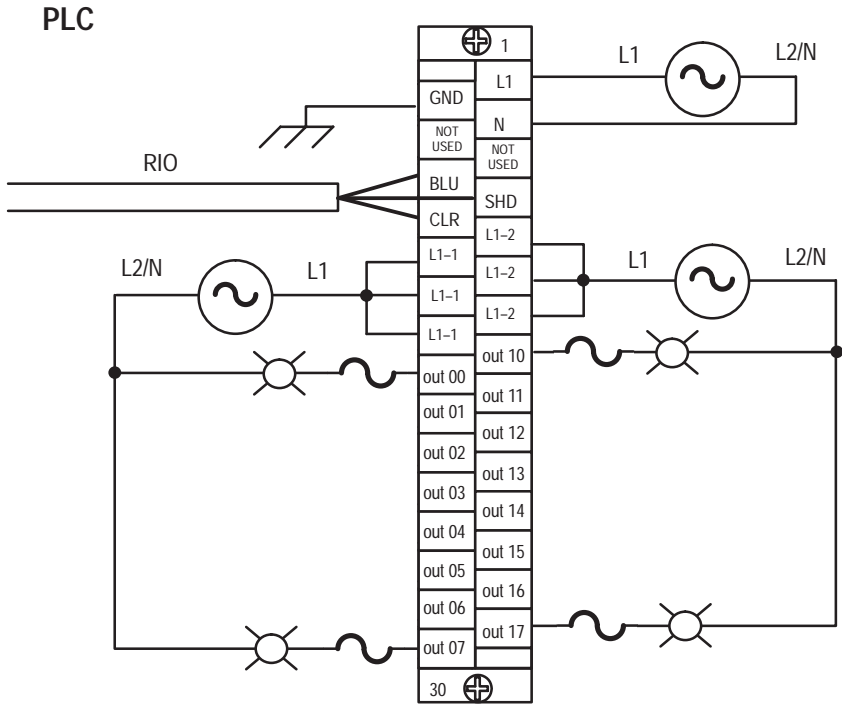 PLC
1
L1
L1
L2/N
GND
N
NOT
USED
NOT
USED
RIO
BLU
SHD
CLR
L1–2
L1–1
L1–2
L1
L2/N
L2/N
L1
L1–1
L1–2
L1–1
out 10
out 00
out 11
out 01
out 12
out 02
out 13
out 03
out 14
out 04
out 15
out 05
out 16
out 06
out 17
out 07
30